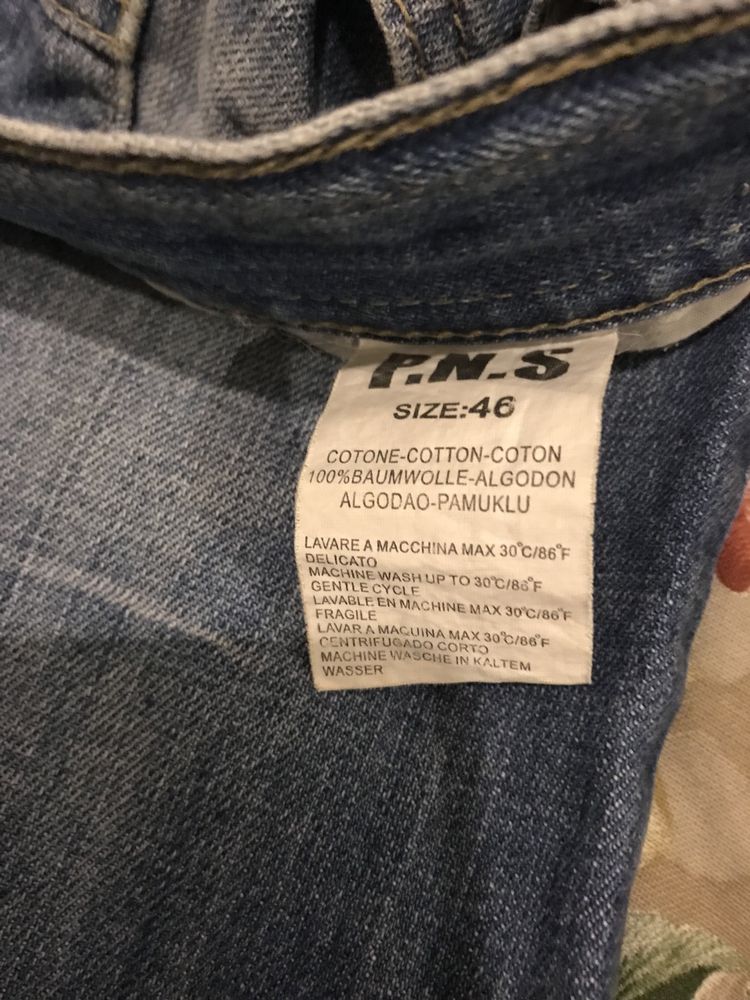 P.N.S
SIZE:46
COTONE-COTTON-COTON
100%BAUMWOLLE-ALGODON
ALGODAO-PAMUKLU
LAVARE A MACCHINA MAX 30°C/86°F
DELICATO
MACHINE WASH UP TO 30°C/86°F
GENTLE CYCLE
LAVABLE EN MACHINE MAX 30°C/86°F
FRAGILE
LAVAR A MACUINA MAX 30°C/86°F
CENTRIFUGADO CORTO
MACHINE WASCHE IN KALTEM
WASSER